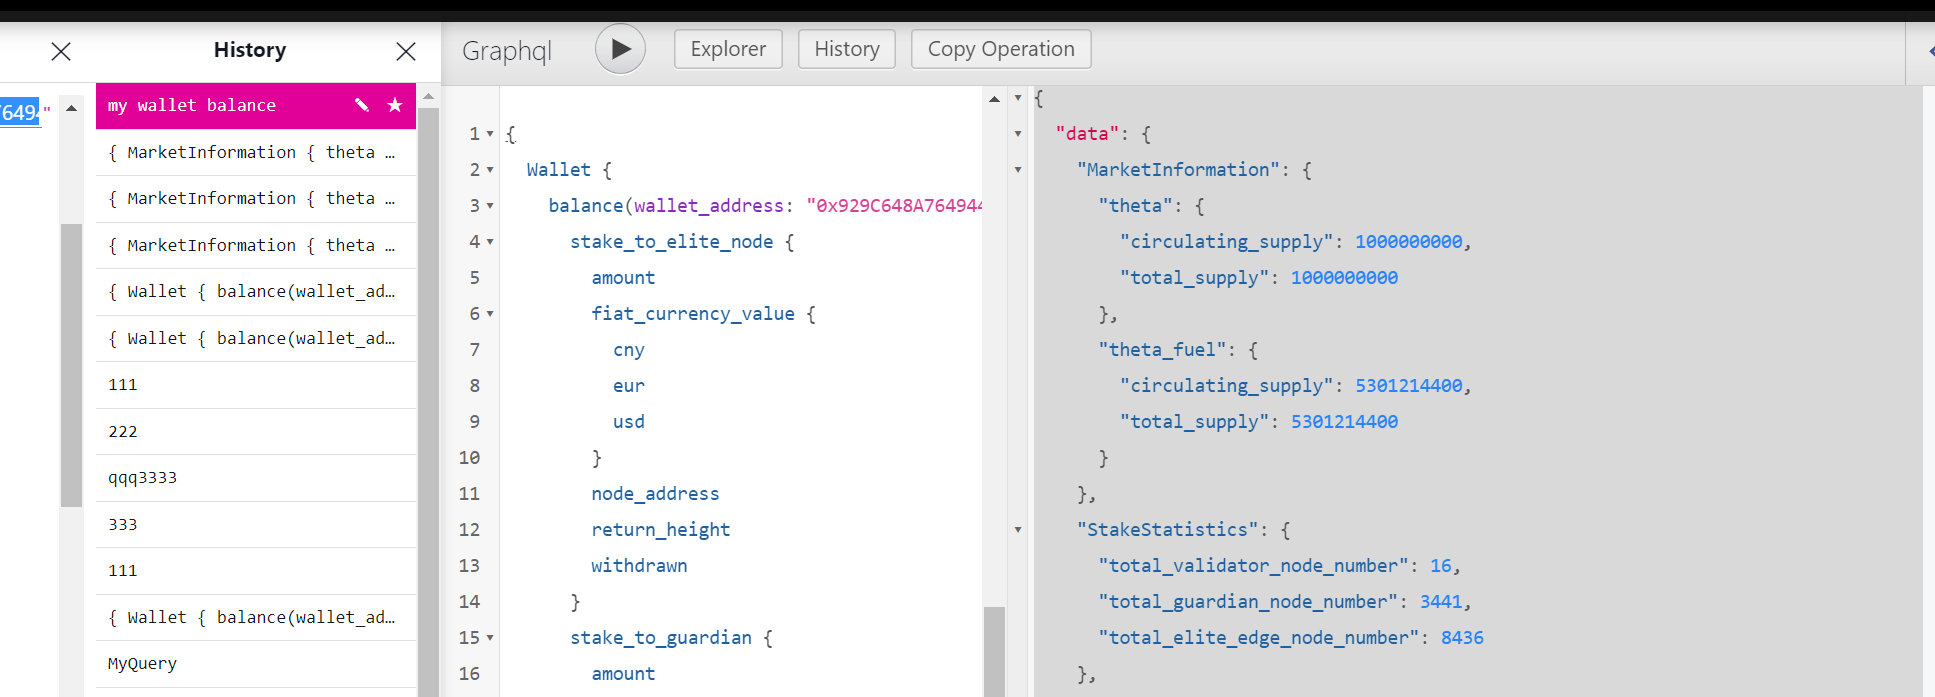 History
Graphql
Explorer
History
Copy Operation
"
my wallet balance
{ MarketInformation { theta …
{ MarketInformation { theta …
{ MarketInformation { theta …
{ Wallet { balance(wallet_ad…
{ Wallet { balance(wallet_ad…
111
222
qqq3333
333
111
{ Wallet { balance(wallet_ad…
MyQuery
1 {
2 Wallet {
3 balance(wallet_address: "0x929C648A764944
4 stake_to_elite_node {
5 amount
6 fiat_currency_value {
7 cny
8 eur
9 usd
10 }
11 node_address
12 return_height
13 withdrawn
14 }
15 stake_to_guardian {
16 amount
{
"data": {
"MarketInformation": {
"theta": {
"circulating_supply": 1000000000,
"total_supply": 1000000000
},
"theta_fuel": {
"circulating_supply": 5301214400,
"total_supply": 5301214400
}
},
"StakeStatistics": {
"total_validator_node_number": 16,
"total_guardian_node_number": 3441,
"total_elite_edge_node_number": 8436
},